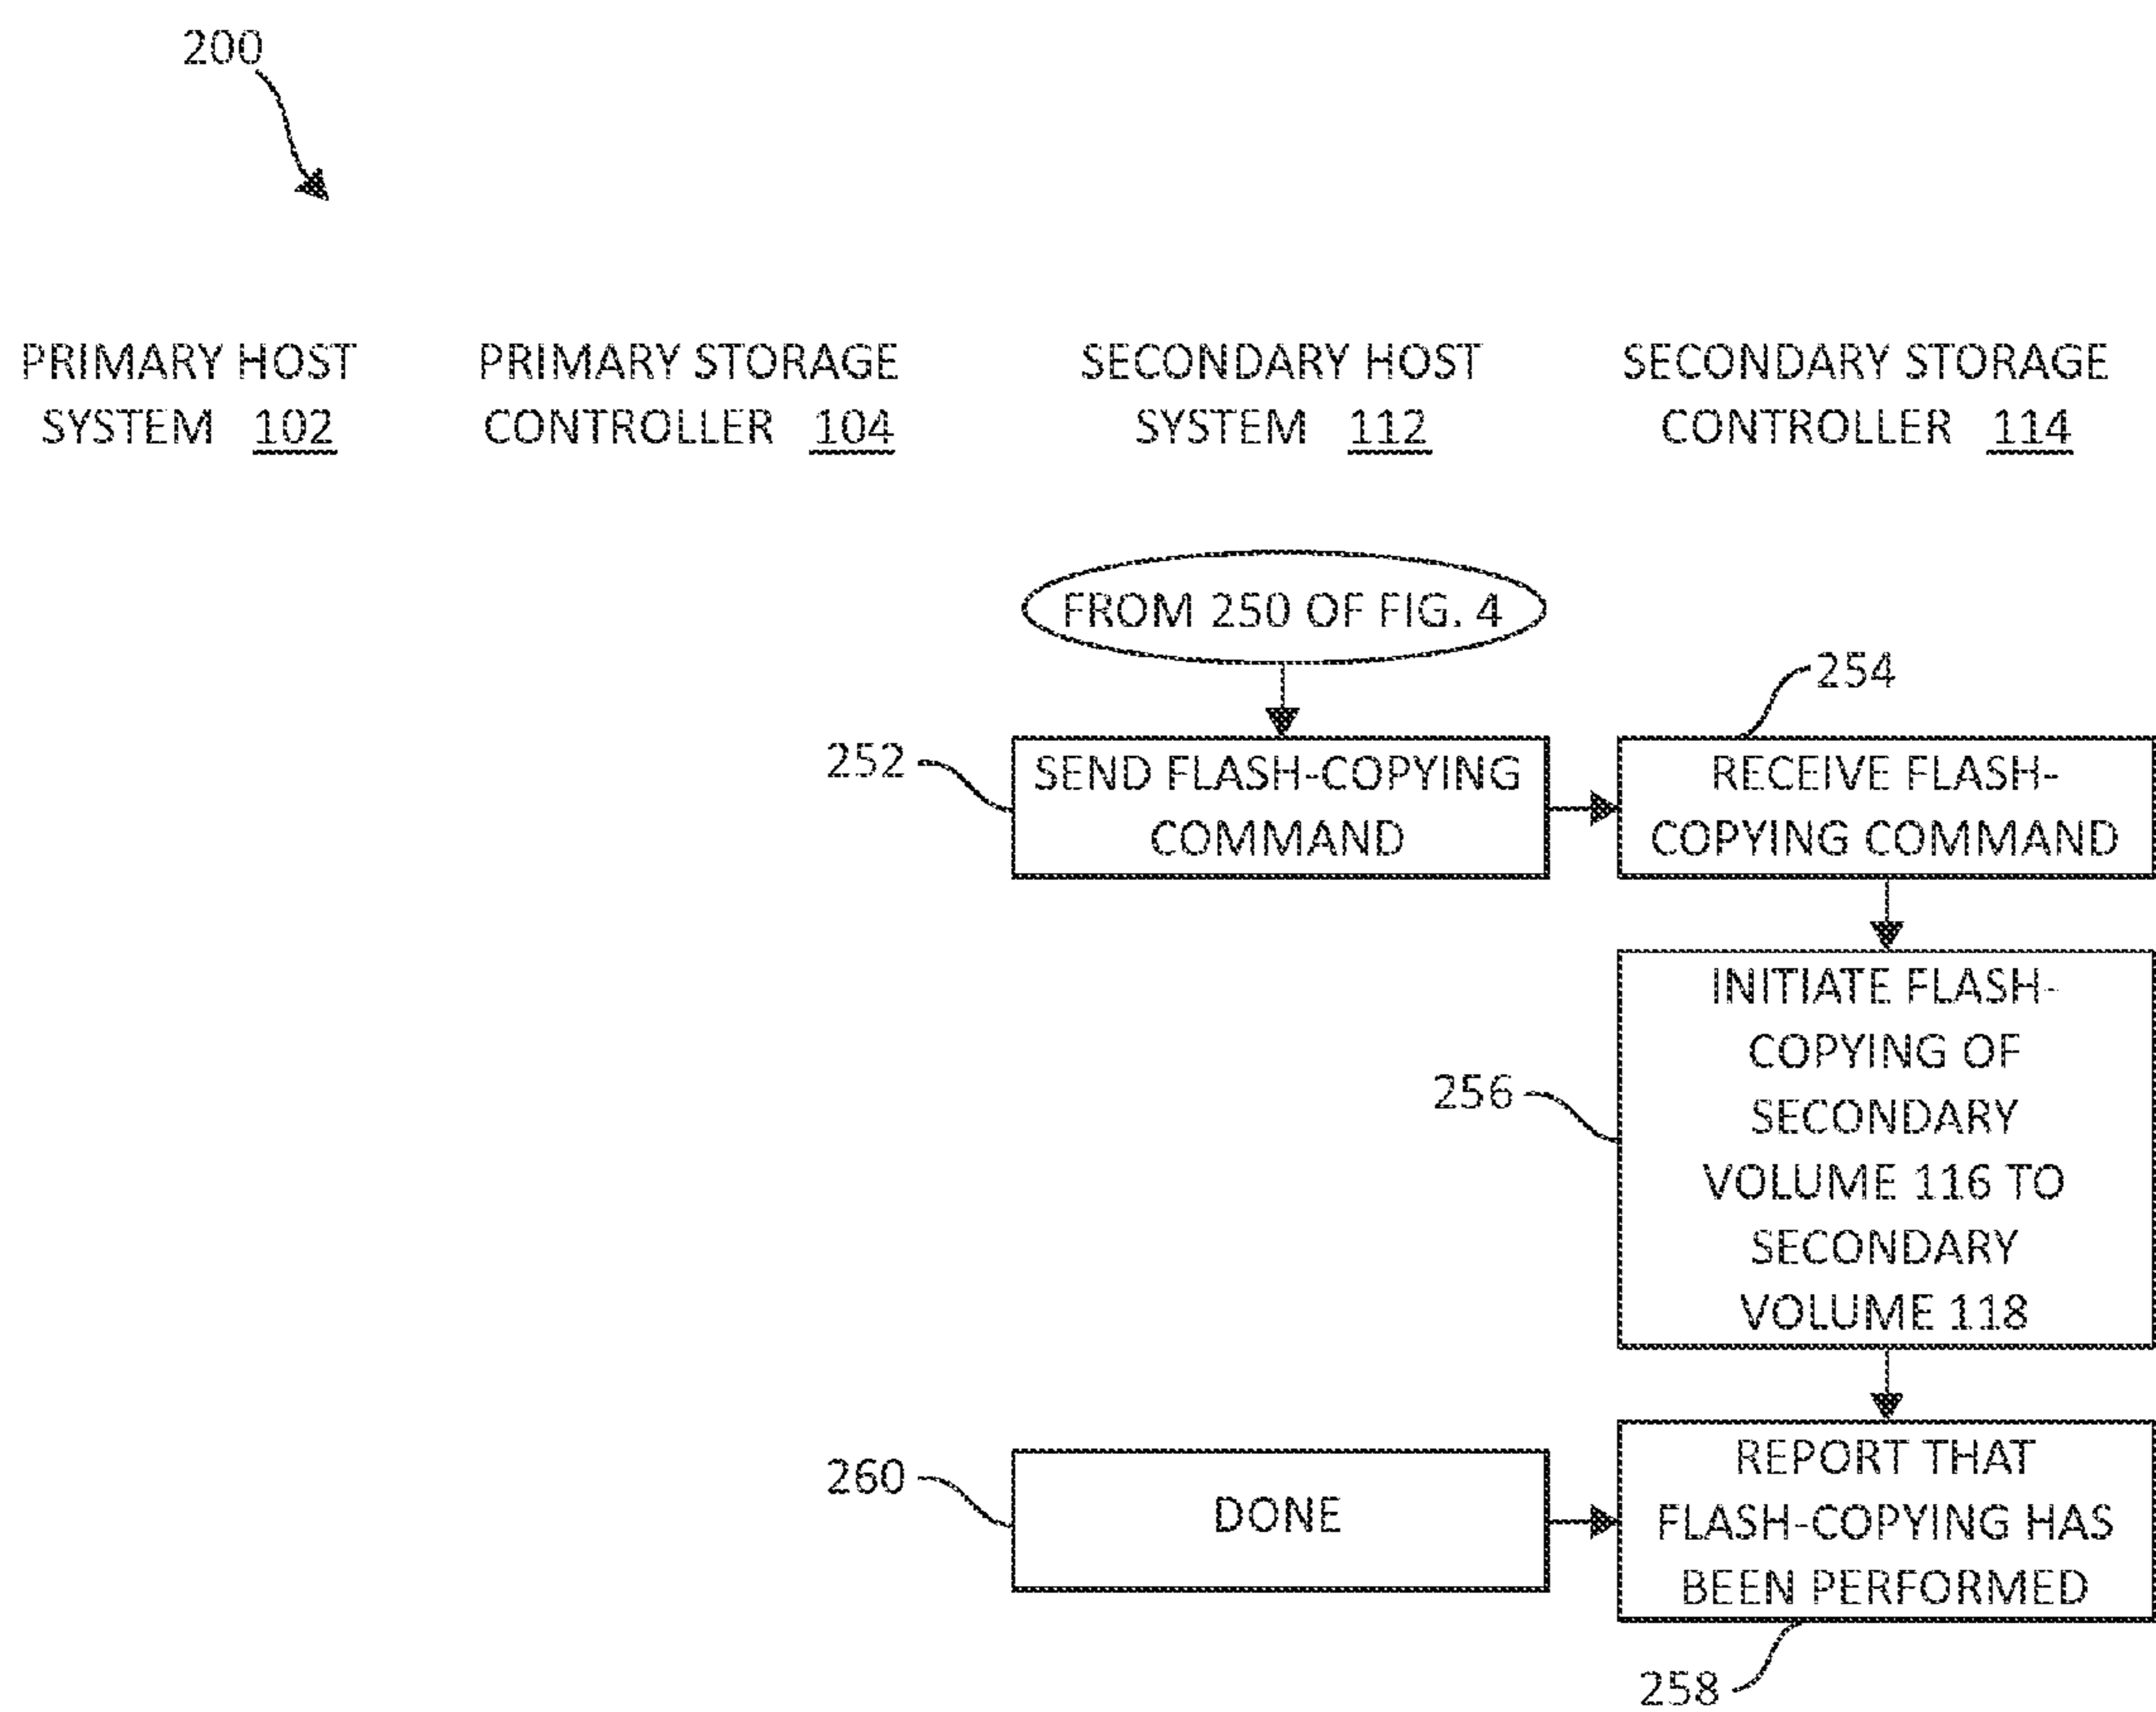 200
PRIMARY HOST
SYSTEM 102
PRIMARY STORAGE
CONTROLLER 104
SECONDARY HOST
SYSTEM 112
SECONDARY STORAGE
CONTROLLER 114
FROM 250 OF FIG. 4
252
SEND FLASH-COPYING
COMMAND
254
RECEIVE FLASH-
COPYING COMMAND
256
INITIATE FLASH-
COPYING OF
SECONDARY
VOLUME 116 TO
SECONDARY
VOLUME 118
260
DONE
REPORT THAT
FLASH-COPYING HAS
BEEN PERFORMED
258